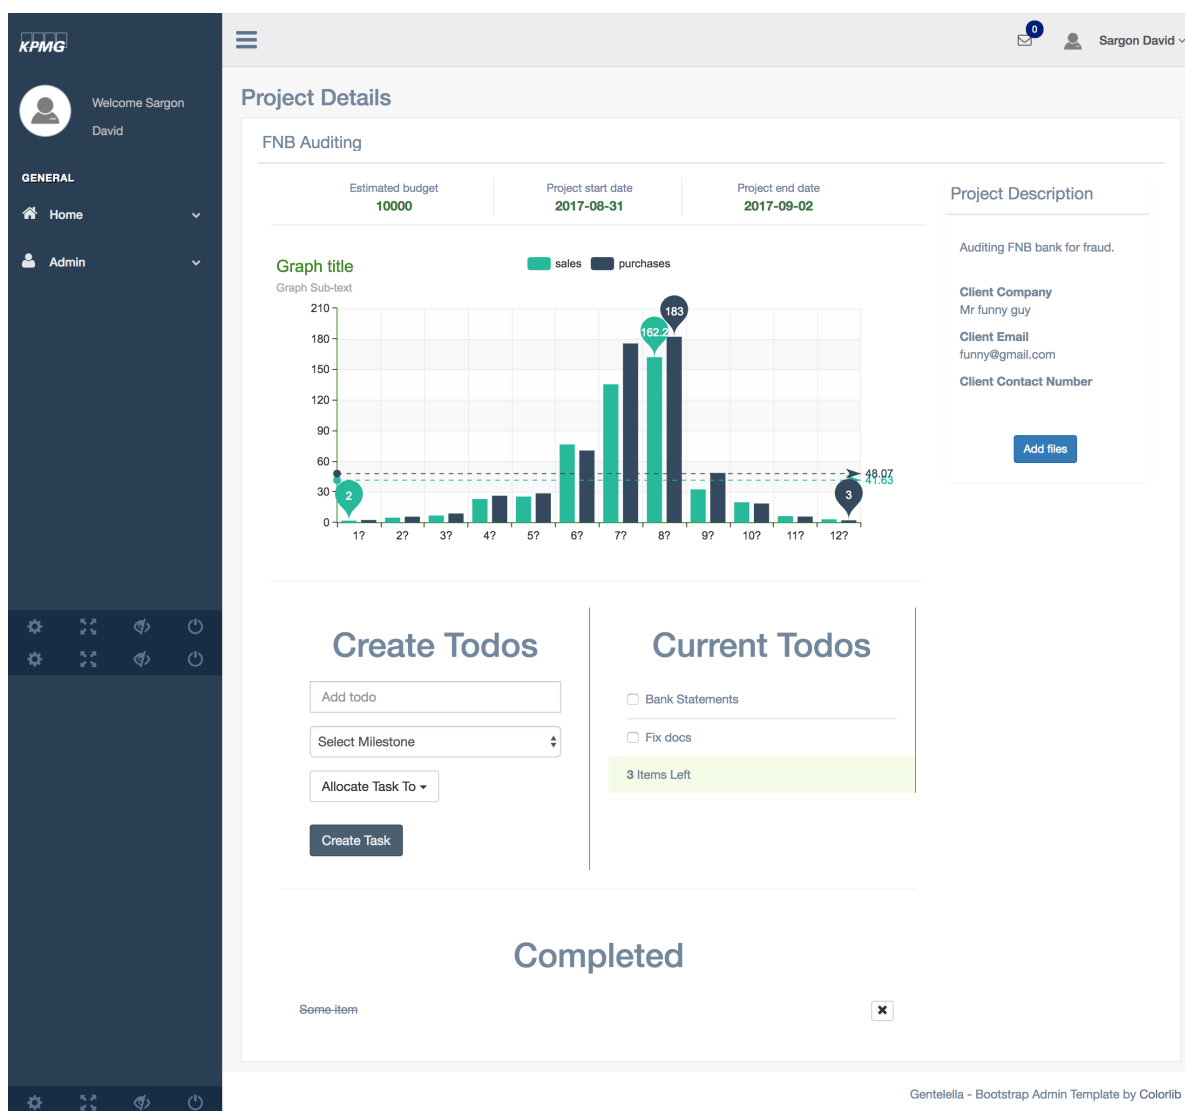 KPMG
0
Sargon David
Welcome Sargon
David
GENERAL
Home
Admin
Project Details
FNB Auditing
Estimated budget
10000
Project start date
2017-08-31
Project end date
2017-09-02
Graph title
Graph Sub-text
sales
purchases
210
180
150
120
90
60
30
0
162.2
183
2
3
48.07
41.63
1?
2?
3?
4?
5?
6?
7?
8?
9?
10?
11?
12?
Project Description
Auditing FNB bank for fraud.
Client Company
Mr funny guy
Client Email
funny@gmail.com
Client Contact Number
Add files
Create Todos
Add todo
Select Milestone
Allocate Task To
Create Task
Current Todos
Bank Statements
Fix docs
3 Items Left
Completed
Some item
Gentelella - Bootstrap Admin Template by Colorlib